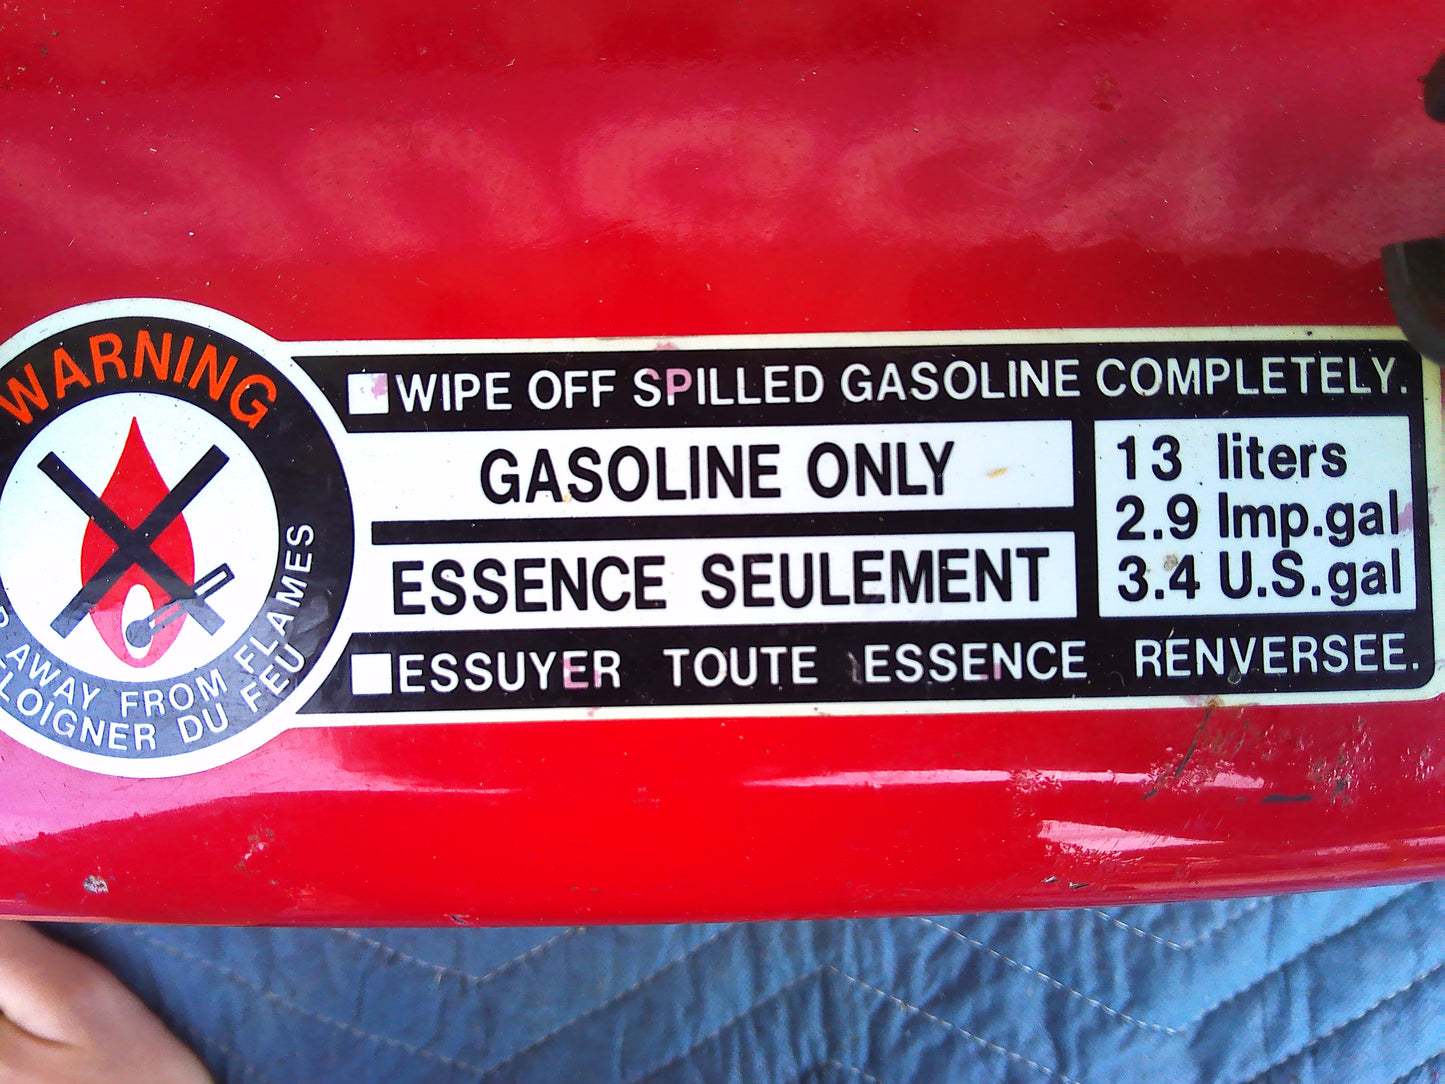 WARNING
AWAY FROM FLAMES
ELOIGNER DU FEU
WIPE OFF SPILLED GASOLINE COMPLETELY.
GASOLINE ONLY
ESSENCE SEULEMENT
13 liters
2.9 Imp.gal
3.4 U.S.gal
ESSUYER TOUTE ESSENCE RENVERSEE.